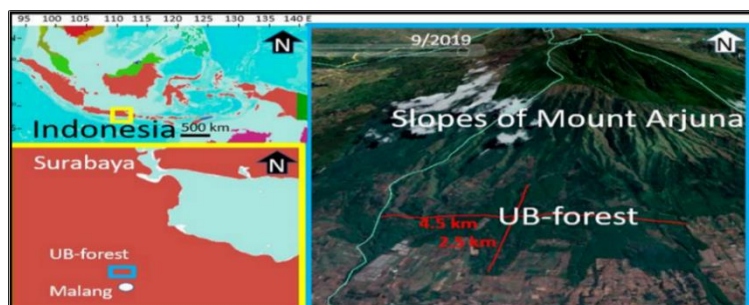 95 100 105 110 115 120 125 130 135 140 E
N
Indonesia 500 km
Surabaya
N
UB-forest
Malang
9/2019
N
Slopes of Mount Arjuna
UB-forest
4.5 km
2.5 km